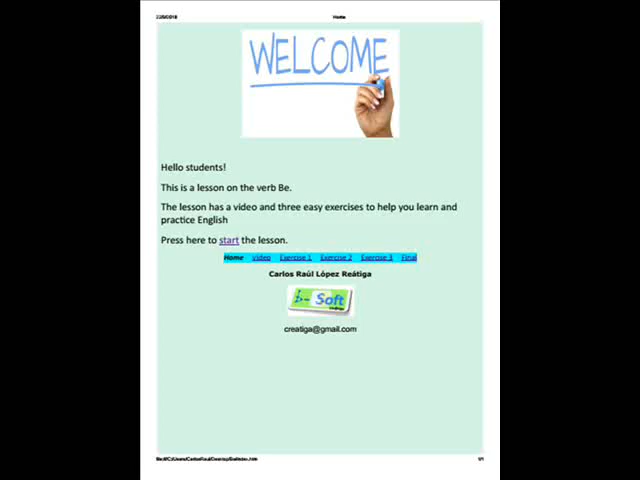 Home
WELCOME
Hello students!
This is a lesson on the verb Be.
The lesson has a video and three easy exercises to help you learn and
practice English
Press here to start the lesson.
Home Video Exercise 1 Exercise 2 Exercise 3 Final
Carlos Raúl López Reátiga
Soft
creatiga@gmail.com
1/1